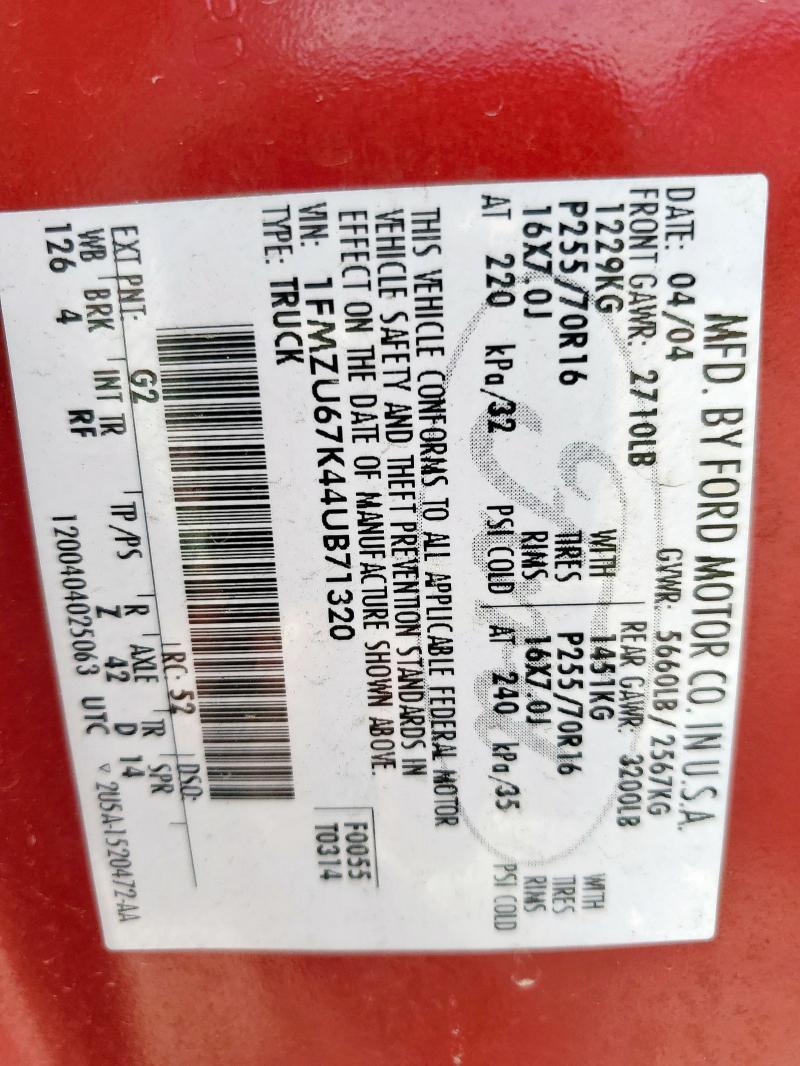 MFD. BY FORD MOTOR CO. IN U.S.A.
DATE: 04/04 GVWR: 5660LB / 2567KG
FRONT GAWR: 2710LB REAR GAWR: 3200LB
1229KG WITH 1451KG WITH
P255/70R16 TIRES P255/70R16 TIRES
16X7.0J RIMS 16X7.0J RIMS
AT 220 kPa/32 PSI COLD AT 240 kPa/35 PSI COLD
THIS VEHICLE CONFORMS TO ALL APPLICABLE FEDERAL MOTOR
VEHICLE SAFETY AND THEFT PREVENTION STANDARDS IN
EFFECT ON THE DATE OF MANUFACTURE SHOWN ABOVE.
VIN: 1FMZU67K44UB71320 F0055
TYPE: TRUCK T0314
EXT PNT: G2 RC: 52 DSO:
WB BRK INT TR TP/PS R AXLE TR SPR
126 4 RF Z 42 D 14
1200404025063 UTC ▽ 2U5A-1520472-AA